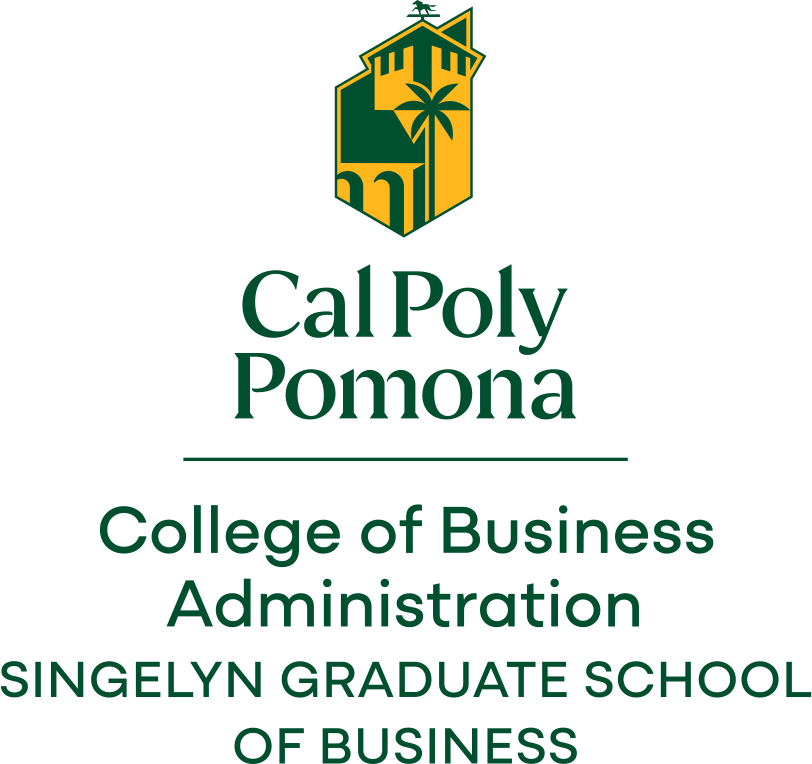 Cal Poly
Pomona
College of Business
Administration
SINGELYN GRADUATE SCHOOL
OF BUSINESS